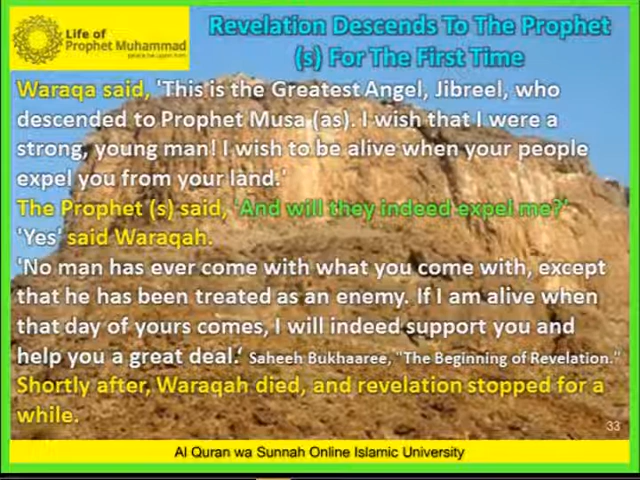 Life of
Prophet Muhammad
Revelation Descends To The Prophet
(s) For The First Time
Waraqa said, 'This is the Greatest Angel, Jibreel, who
descended to Prophet Musa (as). I wish that I were a
strong, young man! I wish to be alive when your people
expel you from your land.'
The Prophet (s) said, 'And will they indeed expel me?'
'Yes' said Waraqah.
'No man has ever come with what you come with, except
that he has been treated as an enemy. If I am alive when
that day of yours comes, I will indeed support you and
help you a great deal.' Saheeh Bukhaaree, "The Beginning of Revelation."
Shortly after, Waraqah died, and revelation stopped for a
while.
33
Al Quran wa Sunnah Online Islamic University